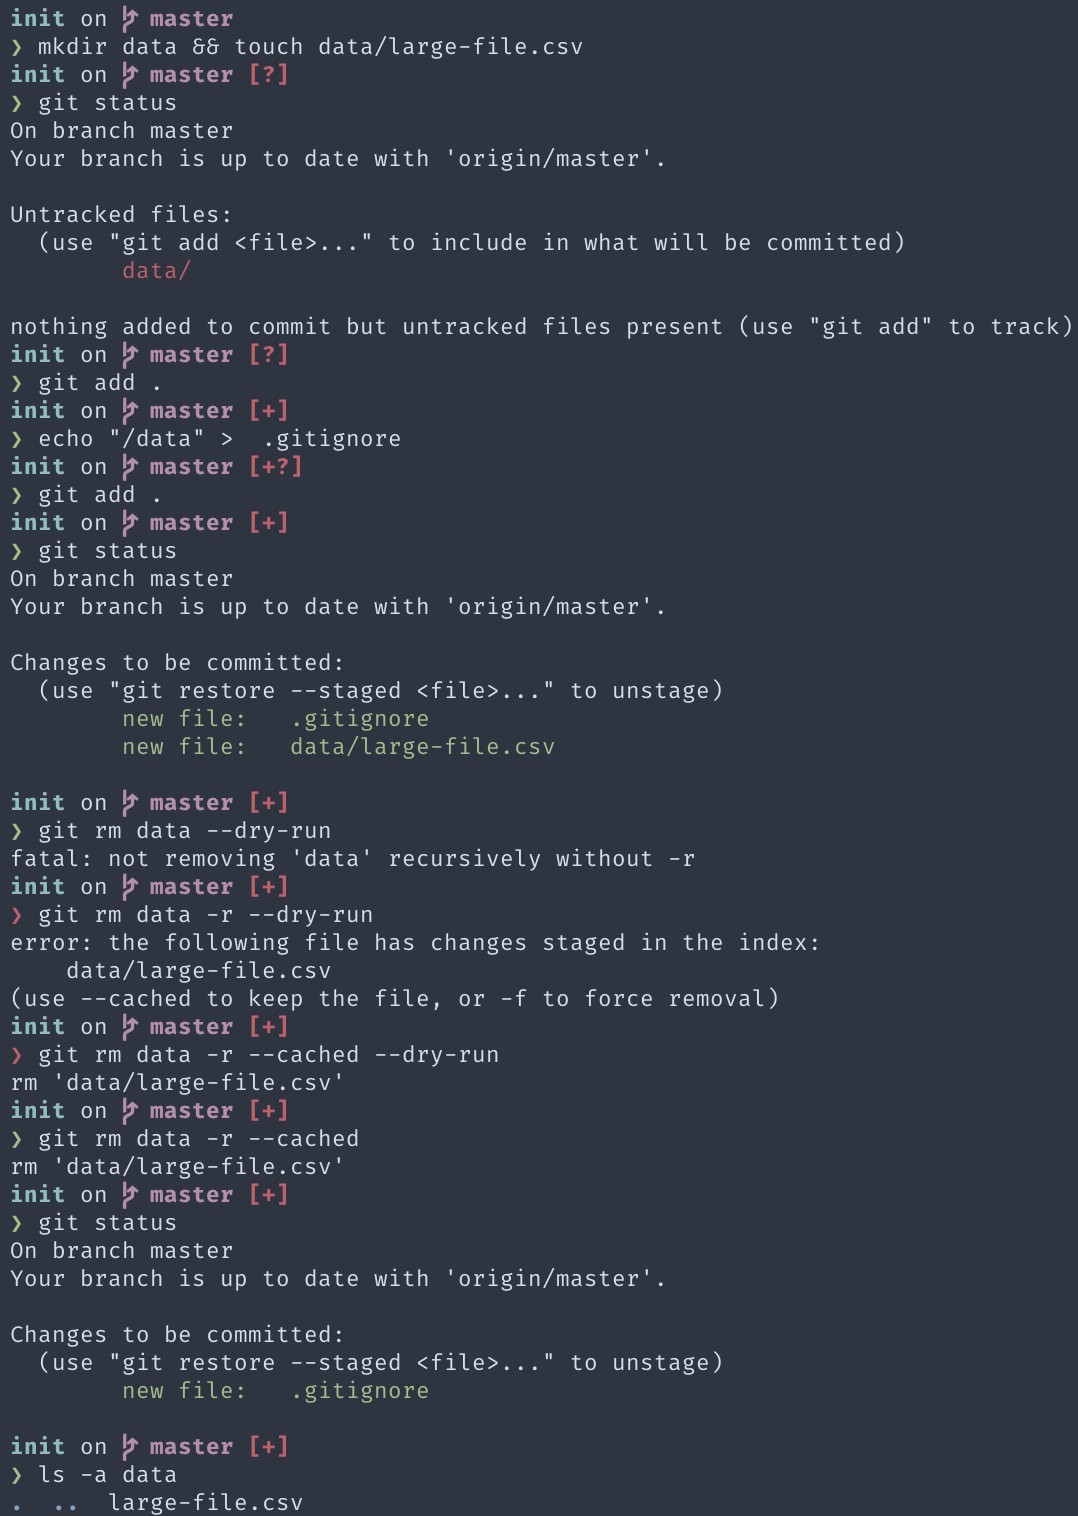 init on master
❯ mkdir data && touch data/large-file.csv
init on master [?]
❯ git status
On branch master
Your branch is up to date with 'origin/master'.

Untracked files:
  (use "git add <file>..." to include in what will be committed)
        data/

nothing added to commit but untracked files present (use "git add" to track)
init on master [?]
❯ git add .
init on master [+]
❯ echo "/data" >  .gitignore
init on master [+?]
❯ git add .
init on master [+]
❯ git status
On branch master
Your branch is up to date with 'origin/master'.

Changes to be committed:
  (use "git restore --staged <file>..." to unstage)
        new file:   .gitignore
        new file:   data/large-file.csv

init on master [+]
❯ git rm data --dry-run
fatal: not removing 'data' recursively without -r
init on master [+]
❯ git rm data -r --dry-run
error: the following file has changes staged in the index:
    data/large-file.csv
(use --cached to keep the file, or -f to force removal)
init on master [+]
❯ git rm data -r --cached --dry-run
rm 'data/large-file.csv'
init on master [+]
❯ git rm data -r --cached
rm 'data/large-file.csv'
init on master [+]
❯ git status
On branch master
Your branch is up to date with 'origin/master'.

Changes to be committed:
  (use "git restore --staged <file>..." to unstage)
        new file:   .gitignore

init on master [+]
❯ ls -a data
.  ..  large-file.csv